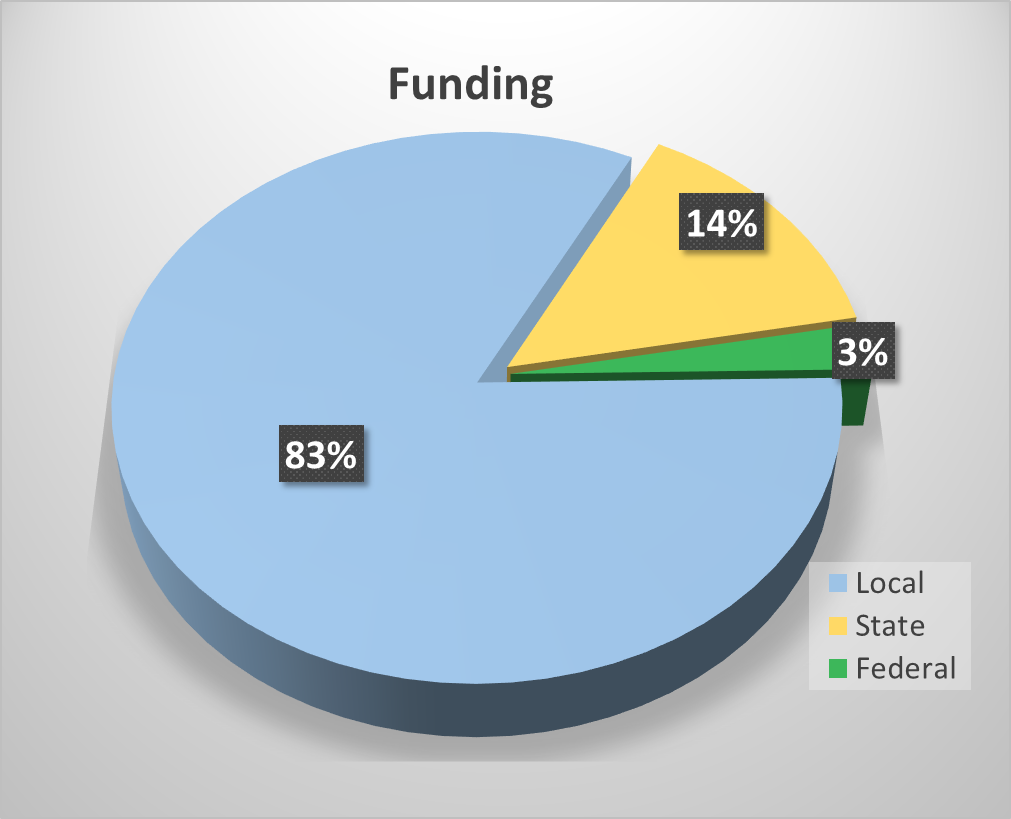 Funding
14%
3%
83%
Local
State
Federal